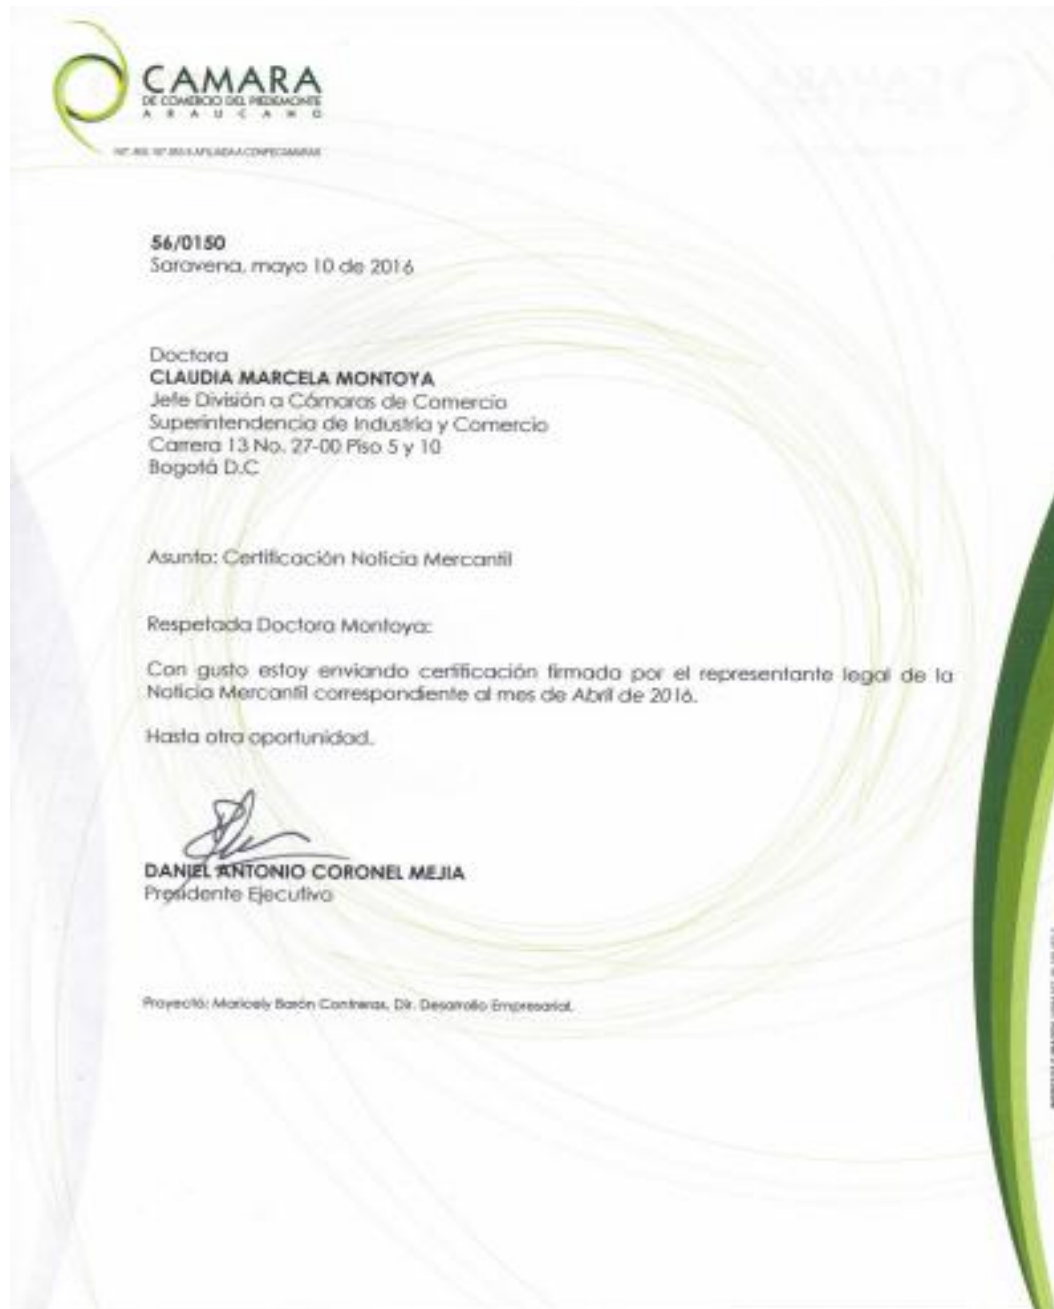 CAMARA
DE COMERCIO DEL PIEDEMONTE
ARAUCANO
AFILIADA A CONFECAMARAS
56/0150
Saravena, mayo 10 de 2016
Doctora
CLAUDIA MARCELA MONTOYA
Jefe División a Cámaras de Comercio
Superintendencia de Industria y Comercio
Carrera 13 No. 27-00 Piso 5 y 10
Bogotá D.C
Asunto: Certificación Noticia Mercantil
Respetada Doctora Montoya:
Con gusto estoy enviando certificación firmada por el representante legal de la
Noticia Mercantil correspondiente al mes de Abril de 2016.
Hasta otra oportunidad.
DANIEL ANTONIO CORONEL MEJIA
Presidente Ejecutivo
Proyectó: Maricely Barón Contreras, Dir. Desarrollo Empresarial.